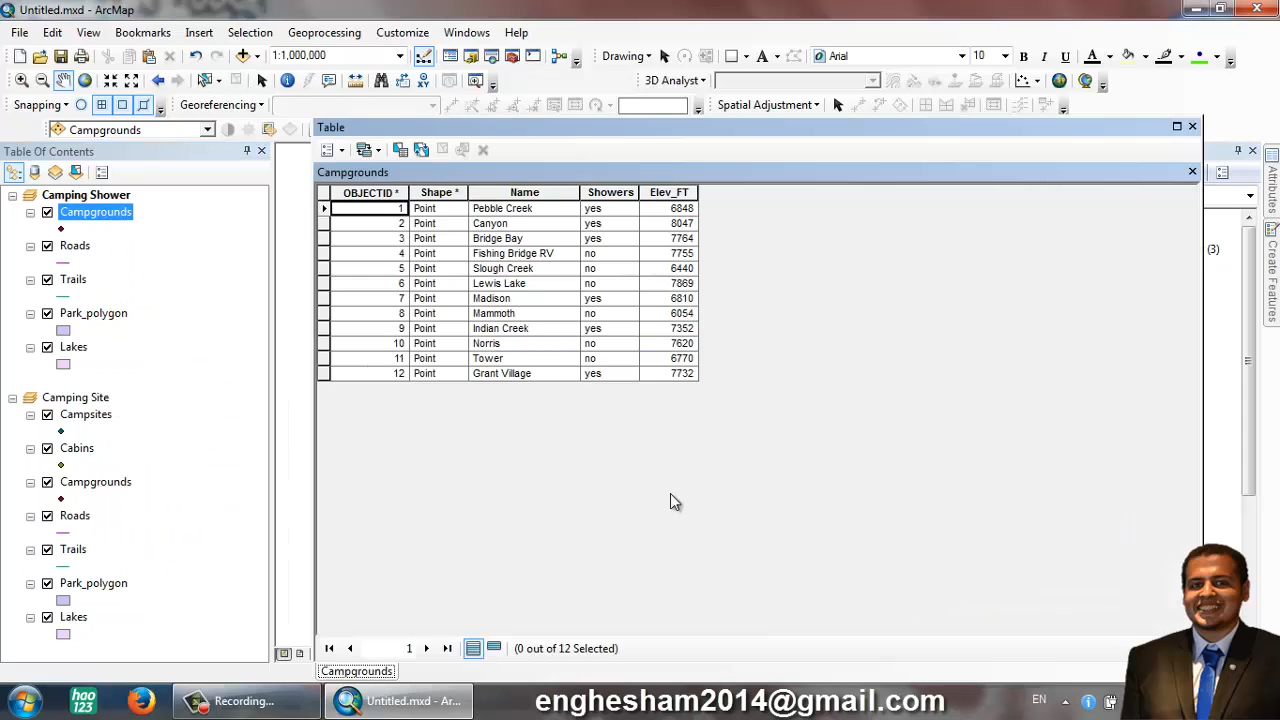 Untitled.mxd - ArcMap
File Edit View Bookmarks Insert Selection Geoprocessing Customize Windows Help
1:1,000,000 Drawing Arial 10 B I U A
3D Analyst
Snapping Georeferencing Spatial Adjustment
Campgrounds
Table Of Contents
Camping Shower
Campgrounds
Roads
Trails
Park_polygon
Lakes
Camping Site
Campsites
Cabins
Campgrounds
Roads
Trails
Park_polygon
Lakes
Table
Campgrounds
OBJECTID * Shape * Name Showers Elev_FT
1 Point Pebble Creek yes 6848
2 Point Canyon yes 8047
3 Point Bridge Bay yes 7764
4 Point Fishing Bridge RV no 7755
5 Point Slough Creek no 6440
6 Point Lewis Lake no 7869
7 Point Madison yes 6810
8 Point Mammoth no 6054
9 Point Indian Creek yes 7352
10 Point Norris no 7620
11 Point Tower no 6770
12 Point Grant Village yes 7732
1 (0 out of 12 Selected)
Campgrounds
(3)
Attributes
Create Features
hao
123
Recording...
Untitled.mxd - Ar...
enghesham2014@gmail.com
EN